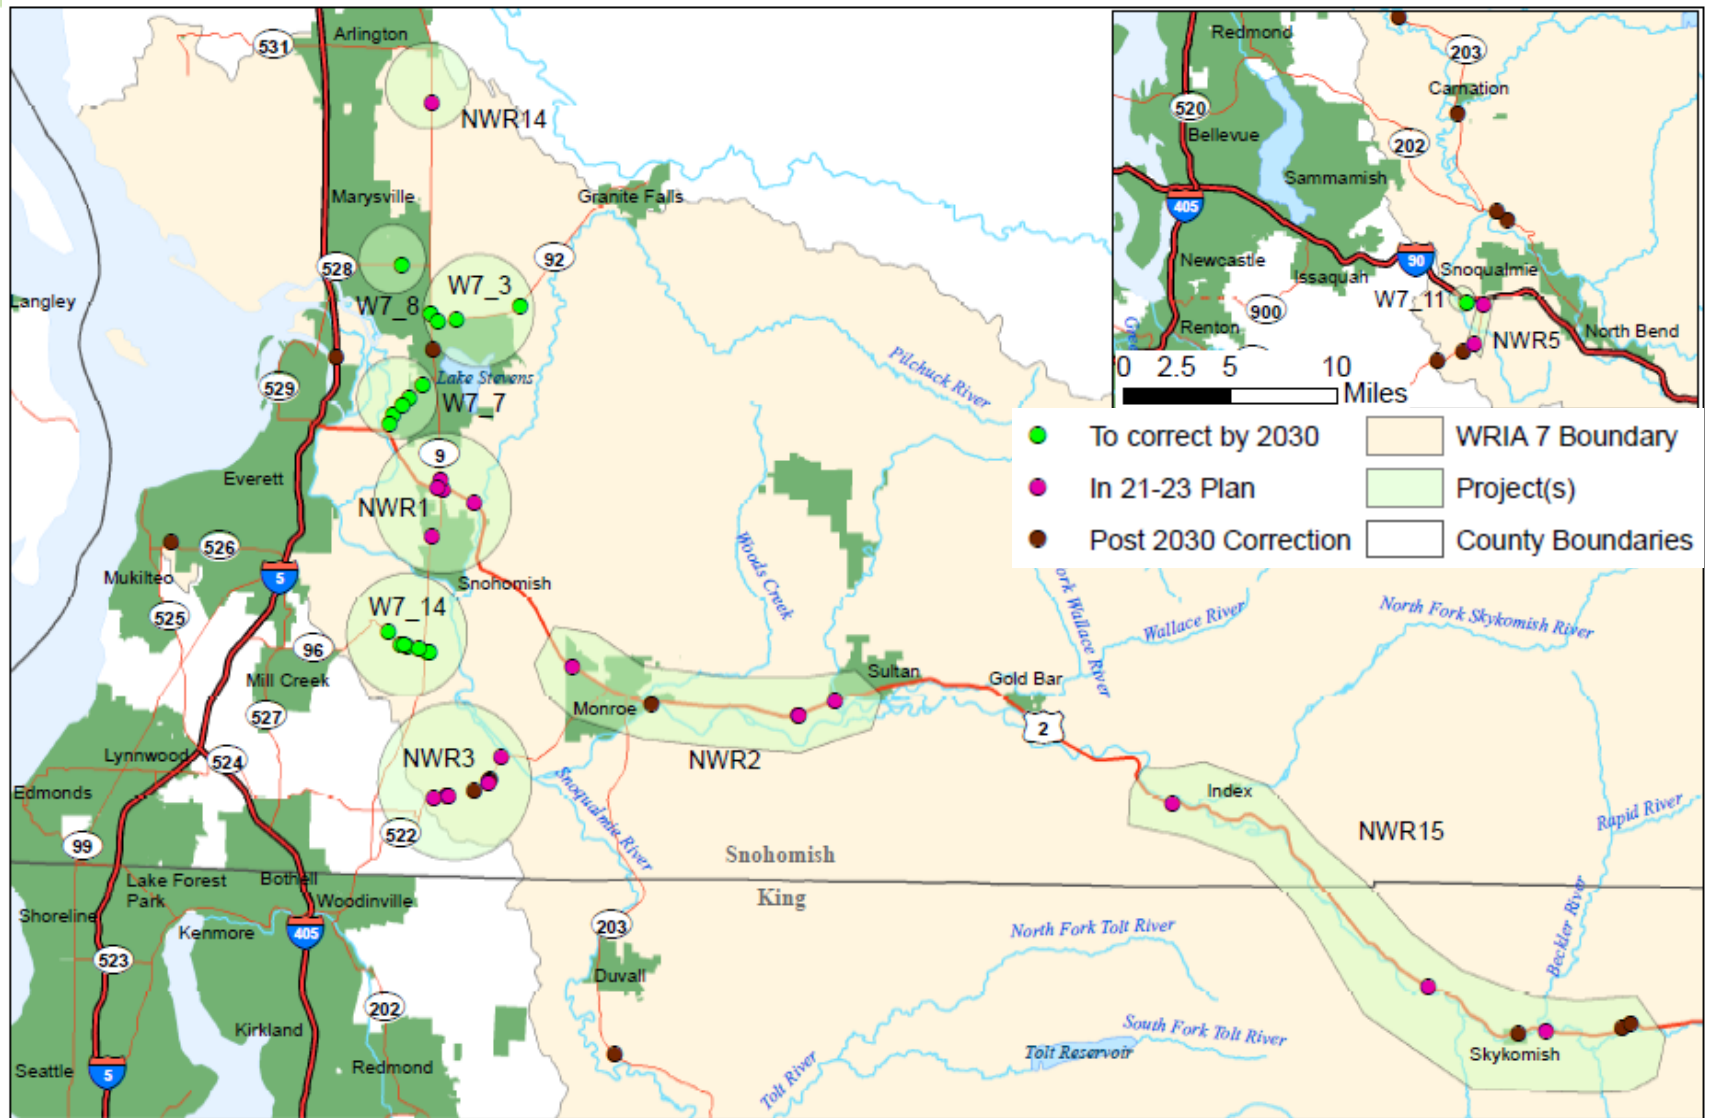 Arlington
531
NWR14
Marysville
Granite Falls
528
92
W7_3
W7_8
Langley
Lake Stevens
W7_7
529
Pilchuck River
9
Everett
NWR1
526
Mukilteo
5
Snohomish
525
W7_14
96
Mill Creek
527
Woods Creek
Monroe
Sultan
Gold Bar
2
ork Wallace River
Wallace River
North Fork Skykomish River
NWR2
Lynnwood
524
NWR3
Edmonds
99
522
Snoqualmie River
Index
NWR15
Rapid River
Snohomish
King
Lake Forest
Park
Bothell
Woodinville
Shoreline
Kenmore
405
523
203
Duvall
North Fork Tolt River
Beckler River
202
Kirkland
South Fork Tolt River
Tolt Reservoir
Skykomish
Seattle
5
Redmond
Tolt River
Redmond
203
Carnation
520
Bellevue
202
Sammamish
405
90
Newcastle
Issaquah
Snoqualmie
W7_11
900
Renton
NWR5
North Bend
0 2.5 5 10
Miles
To correct by 2030
In 21-23 Plan
Post 2030 Correction
WRIA 7 Boundary
Project(s)
County Boundaries